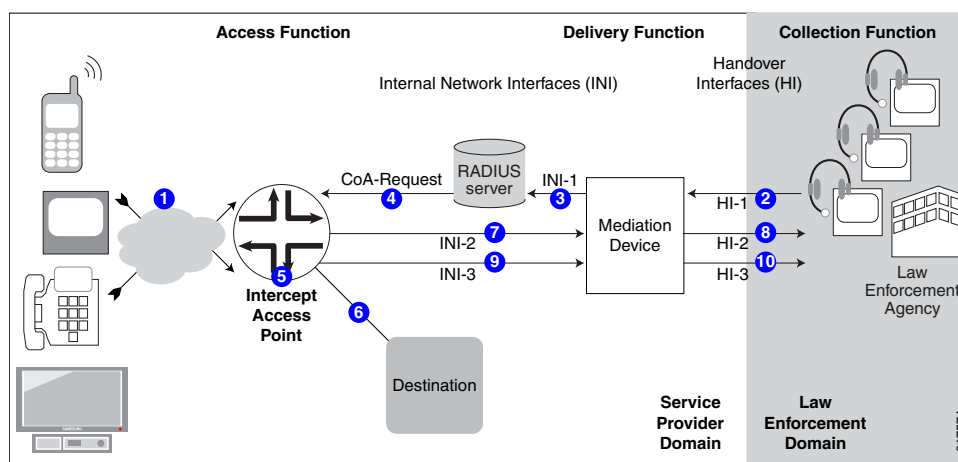 Access Function
Delivery Function
Collection Function
Internal Network Interfaces (INI)
Handover
Interfaces (HI)
RADIUS
server
CoA-Request
INI-1
1
4
3
2
HI-1
Mediation
Device
7
INI-2
8
HI-2
9
INI-3
10
HI-3
5
Intercept
Access
Point
6
Destination
Law
Enforcement
Agency
SAMSUNG
Service
Provider
Domain
Law
Enforcement
Domain